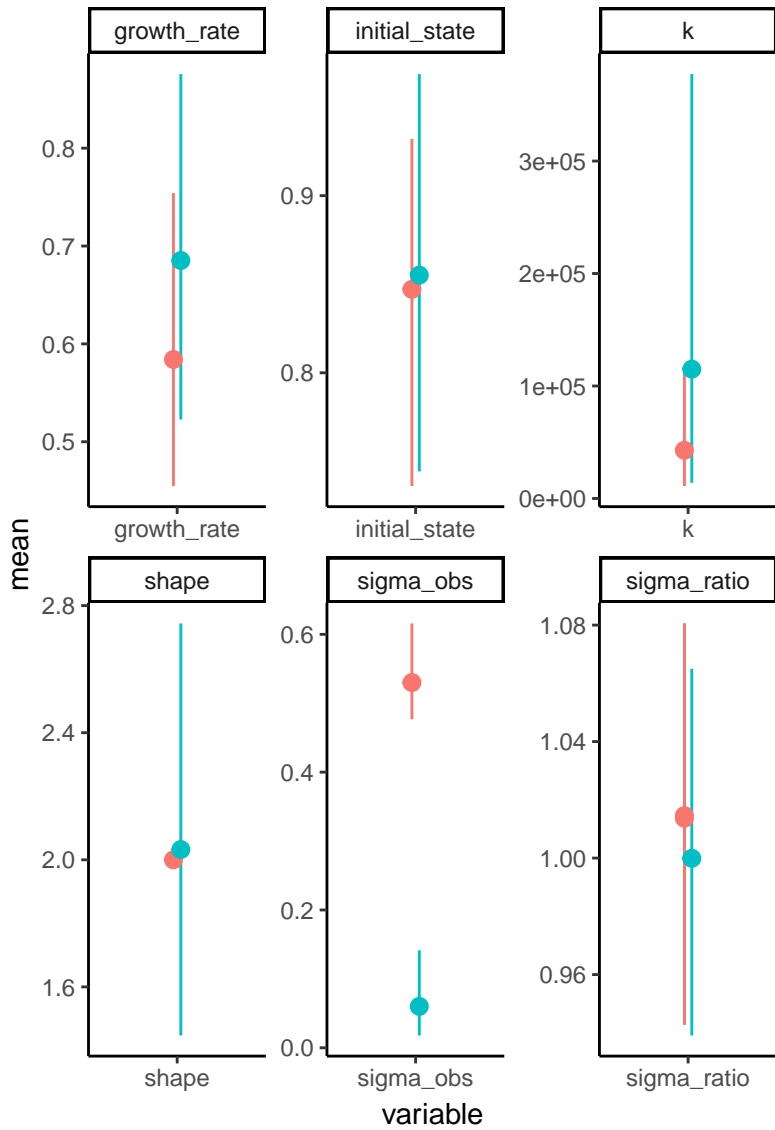 growth_rate
initial_state
k
0.8
0.7
0.6
0.5
0.9
0.8
3e+05
2e+05
1e+05
0e+00
growth_rate
initial_state
k
mean
shape
sigma_obs
sigma_ratio
2.8
2.4
2.0
1.6
0.6
0.4
0.2
0.0
1.08
1.04
1.00
0.96
shape
sigma_obs
sigma_ratio
variable